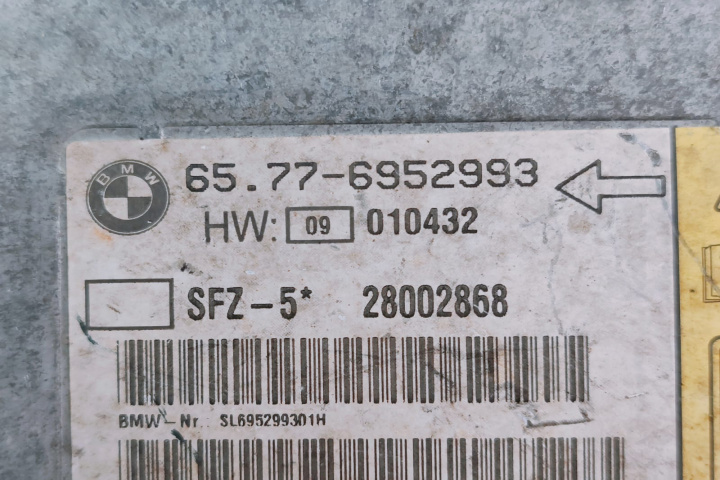 BMW
65.77-6952993
HW: 09 010432
SFZ-5* 28002868
BMW-Nr. SL695299301H